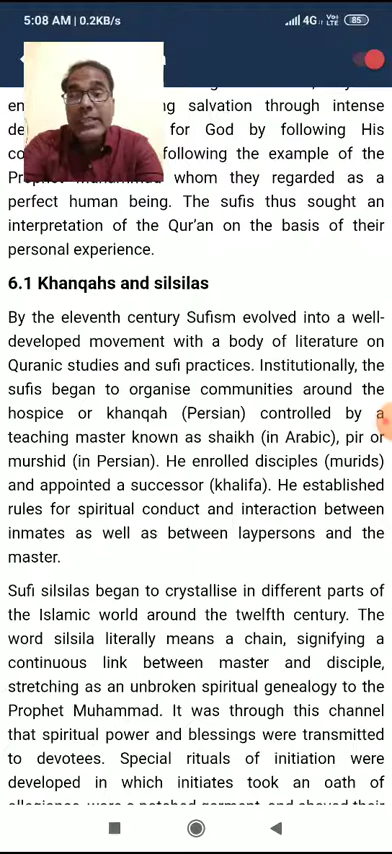 5:08 AM | 0.2KB/s
4G VoLTE 85
en ng salvation through intense
de for God by following His
co following the example of the
whom they regarded as a
perfect human being. The sufis thus sought an
interpretation of the Qur'an on the basis of their
personal experience.
6.1 Khanqahs and silsilas
By the eleventh century Sufism evolved into a well-
developed movement with a body of literature on
Quranic studies and sufi practices. Institutionally, the
sufis began to organise communities around the
hospice or khanqah (Persian) controlled by a
teaching master known as shaikh (in Arabic), pir or
murshid (in Persian). He enrolled disciples (murids)
and appointed a successor (khalifa). He established
rules for spiritual conduct and interaction between
inmates as well as between laypersons and the
master.
Sufi silsilas began to crystallise in different parts of
the Islamic world around the twelfth century. The
word silsila literally means a chain, signifying a
continuous link between master and disciple,
stretching as an unbroken spiritual genealogy to the
Prophet Muhammad. It was through this channel
that spiritual power and blessings were transmitted
to devotees. Special rituals of initiation were
developed in which initiates took an oath of
allegiance, wore a patched garment, and shaved their